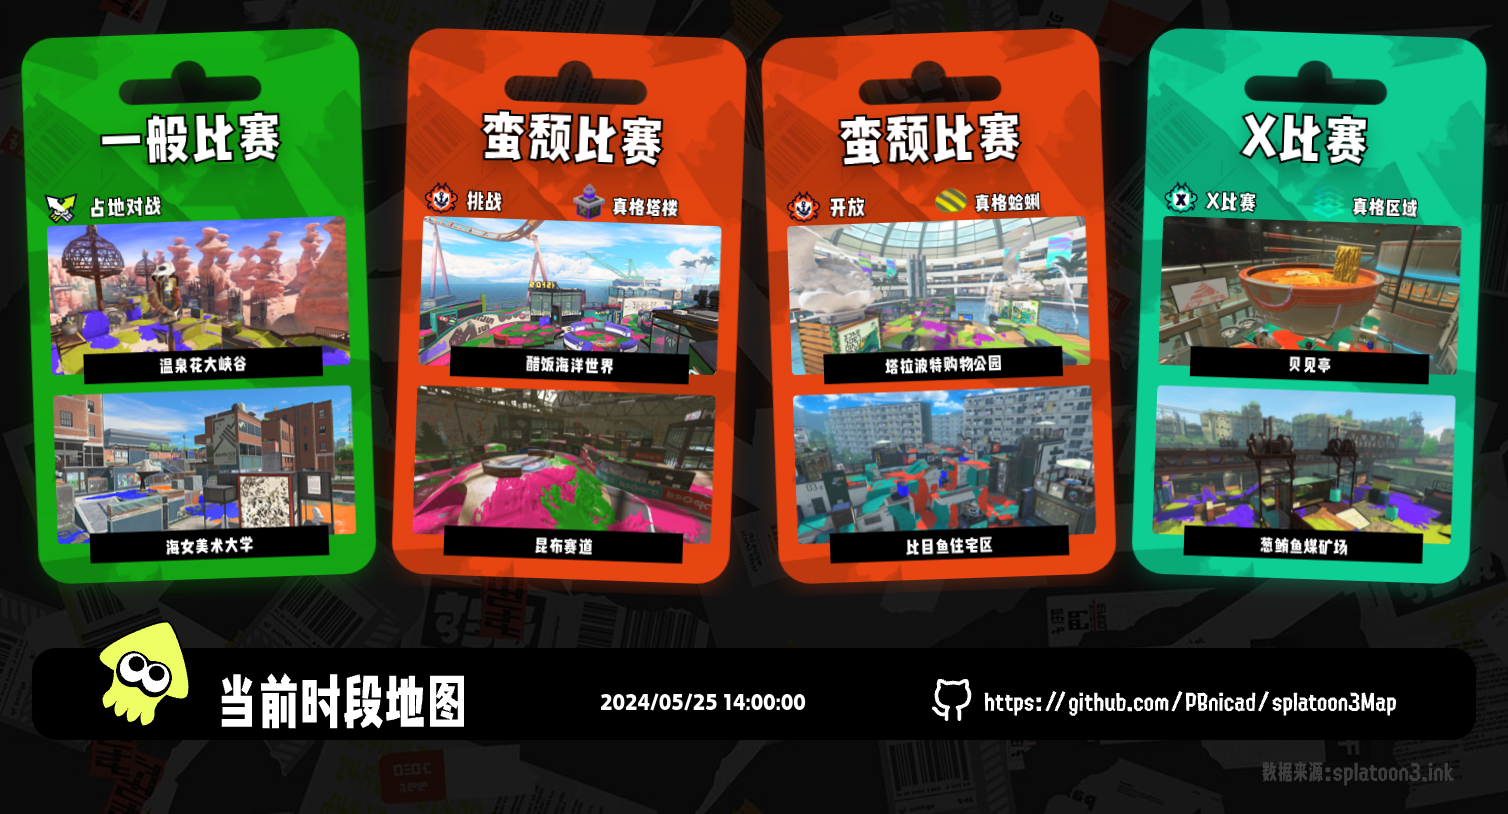 一般比赛
占地对战
温泉花大峡谷
海女美术大学
蛮颓比赛
挑战
真格塔楼
醋饭海洋世界
昆布赛道
蛮颓比赛
开放
真格蛤蜊
塔拉波特购物公园
比目鱼住宅区
X比赛
X比赛
真格区域
贝见亭
葱鲔鱼煤矿场
当前时段地图
2024/05/25 14:00:00
https://github.com/PBnicad/splatoon3Map
数据来源:splatoon3.ink